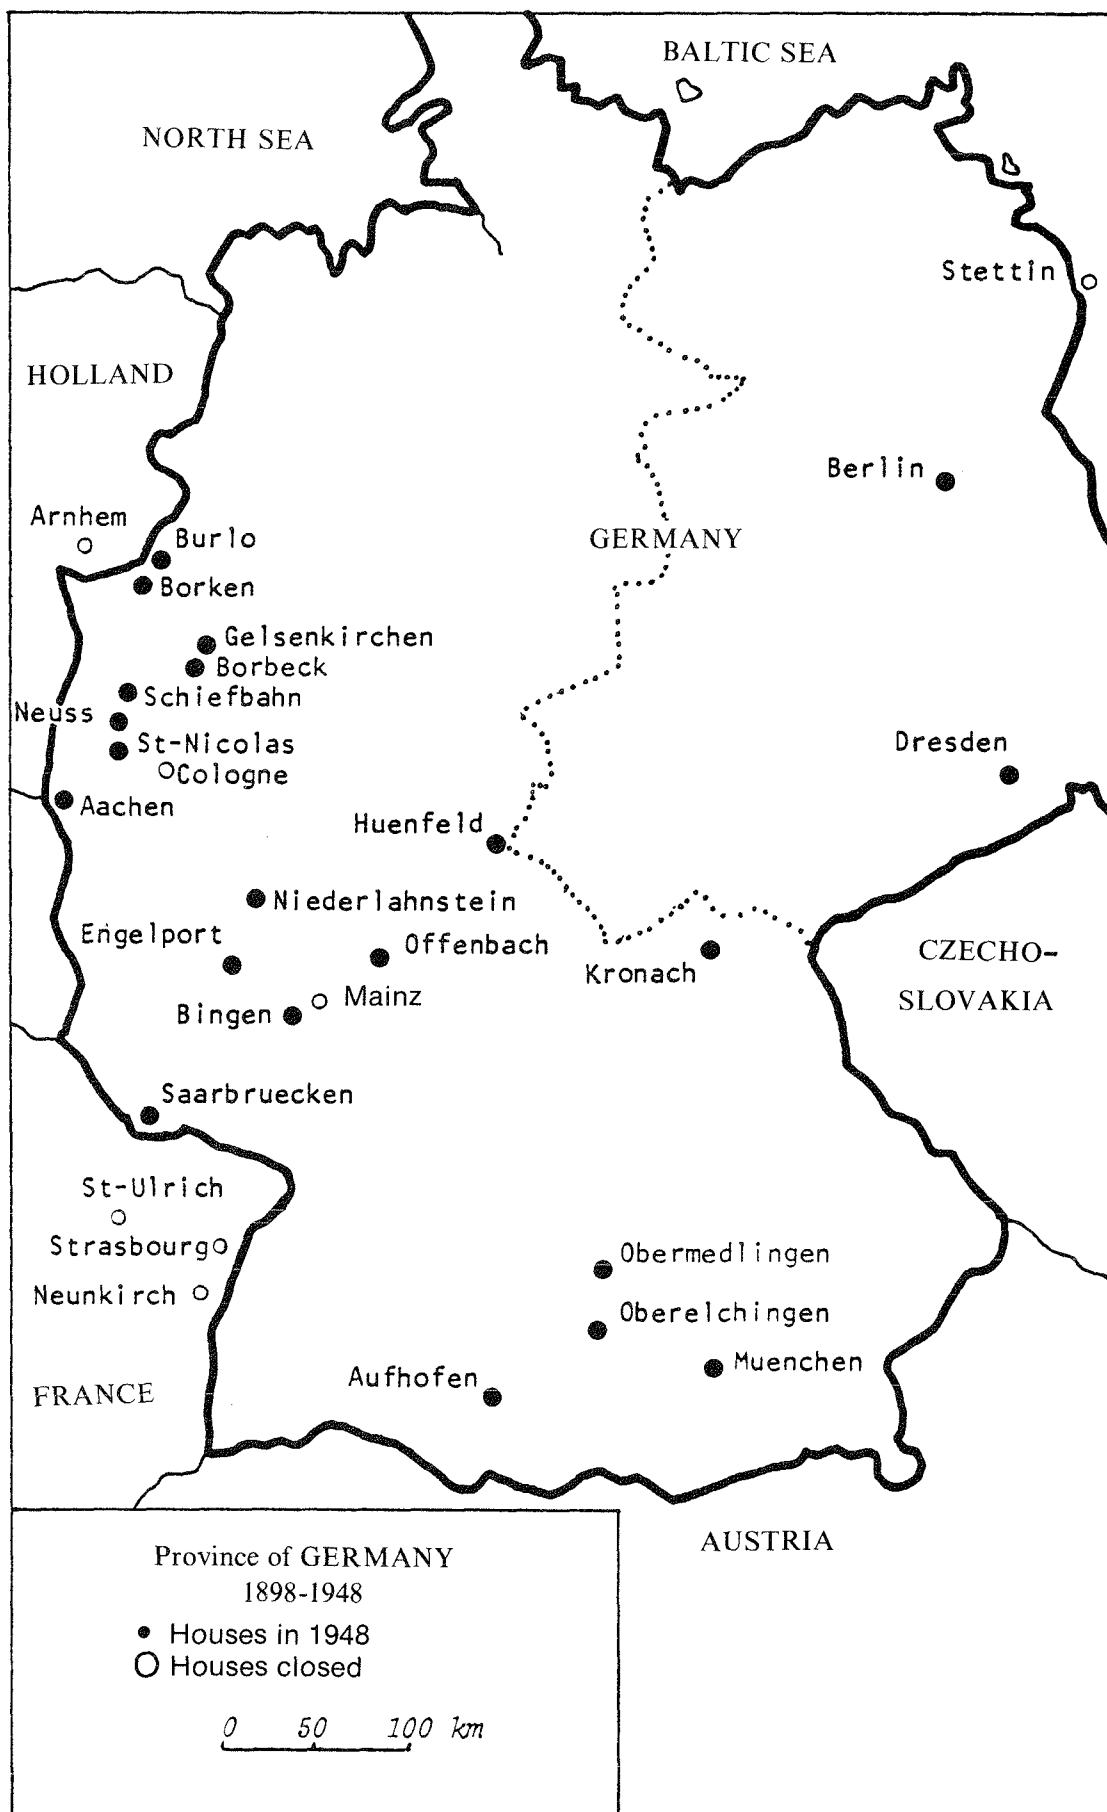 BALTIC SEA
NORTH SEA
Stettin
HOLLAND
Berlin
Arnhem
Burlo
GERMANY
Borken
Gelsenkirchen
Borbeck
Schiefbahn
Neuss
St-Nicolas
Dresden
Cologne
Aachen
Huenfeld
Niederlahnstein
Engelport
Offenbach
Kronach
CZECHO-
SLOVAKIA
Mainz
Bingen
Saarbruecken
St-Ulrich
Strasbourg
Obermedlingen
Neunkirch
Oberelchingen
Muenchen
Aufhofen
FRANCE
AUSTRIA
Province of GERMANY
1898-1948
Houses in 1948
Houses closed
0 50 100 km